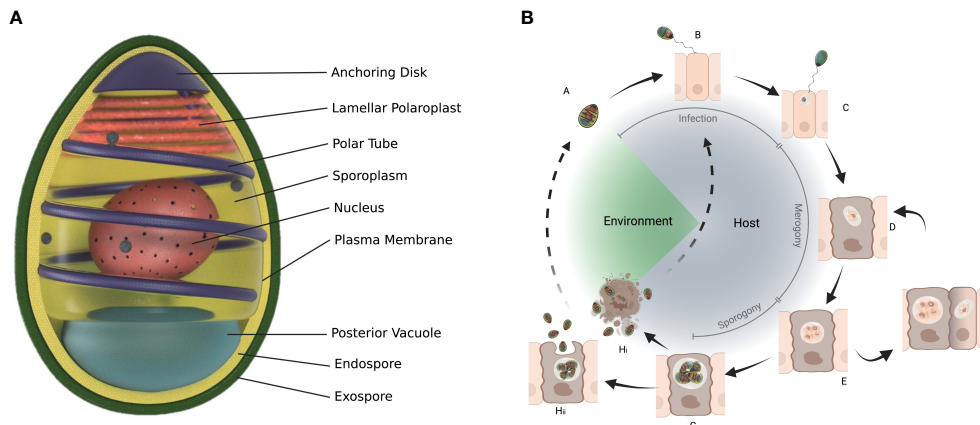 A
B
Anchoring Disk
Lamellar Polaroplast
Polar Tube
Sporoplasm
Nucleus
Plasma Membrane
Posterior Vacuole
Endospore
Exospore
A
B
C
D
E
Hi
Hii
Infection
Merogony
Sporogony
Environment
Host